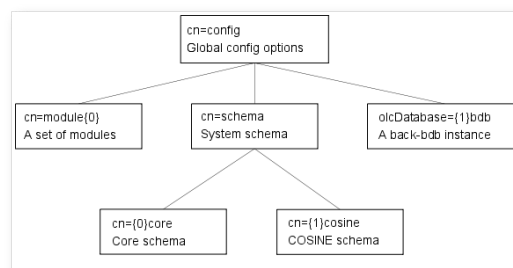 cn=config
Global config options
cn=module{0}
A set of modules
cn=schema
System schema
olcDatabase={1}bdb
A back-bdb instance
cn={0}core
Core schema
cn={1}cosine
COSINE schema